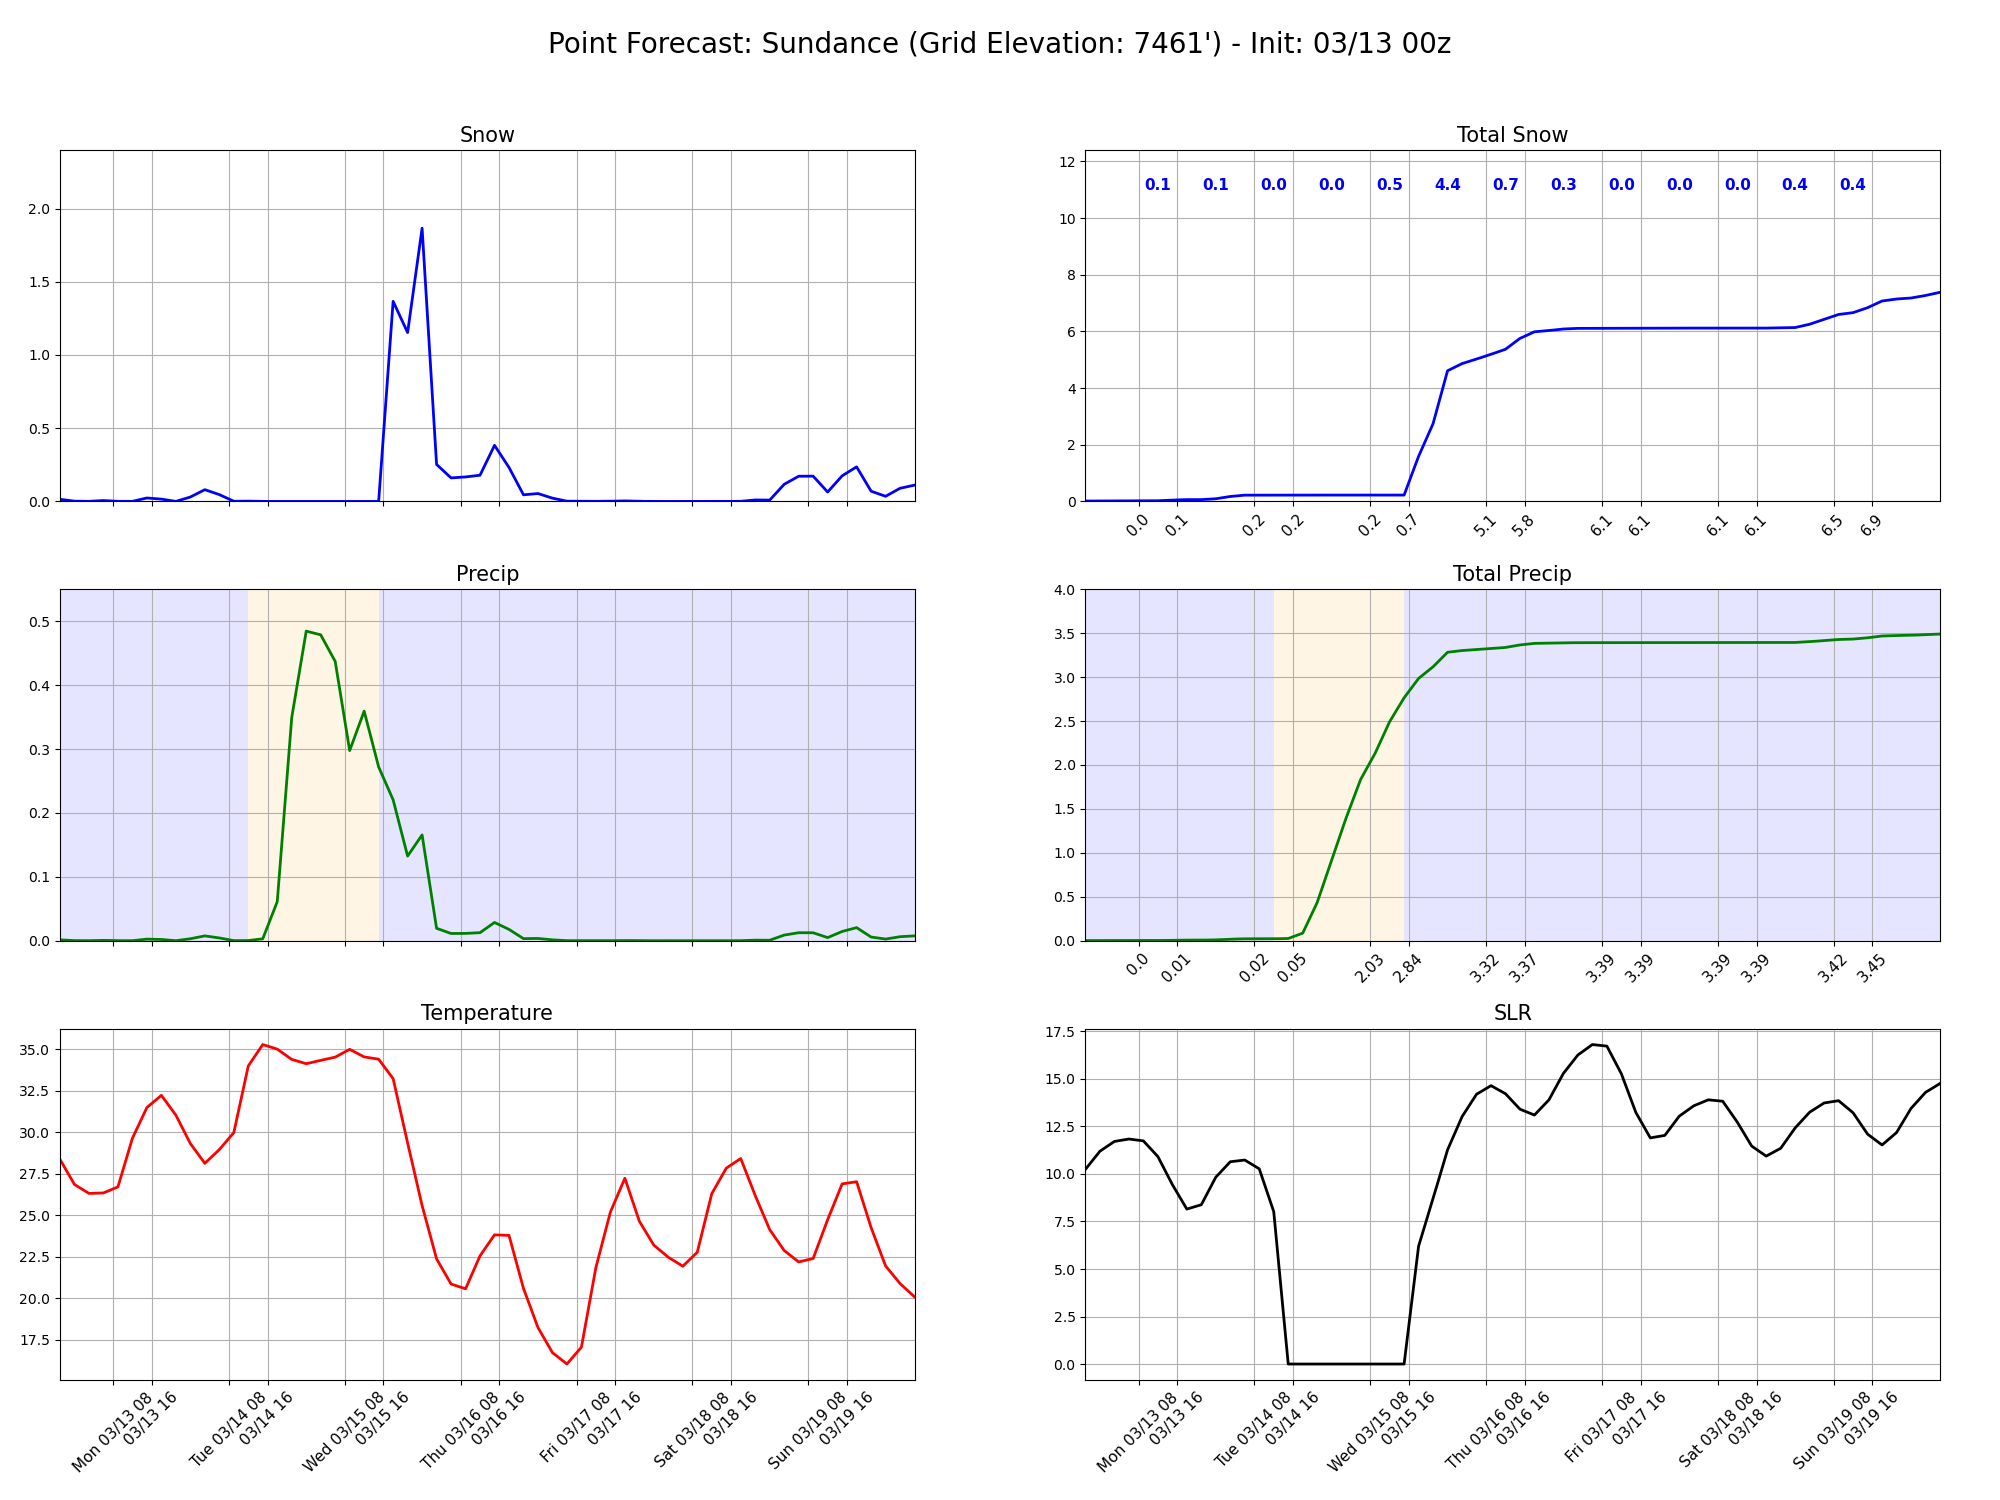 Point Forecast: Sundance (Grid Elevation: 7461') - Init: 03/13 00z
Snow
2.0
1.5
1.0
0.5
0.0
Total Snow
12
10
8
6
4
2
0
0.1 0.1 0.0 0.0 0.5 4.4 0.7 0.3 0.0 0.0 0.0 0.4 0.4
0.0 0.1 0.2 0.2 0.2 0.7 5.1 5.8 6.1 6.1 6.1 6.1 6.5 6.9
Precip
0.5
0.4
0.3
0.2
0.1
0.0
Total Precip
4.0
3.5
3.0
2.5
2.0
1.5
1.0
0.5
0.0
0.0 0.01 0.02 0.05 2.03 2.84 3.32 3.37 3.39 3.39 3.39 3.39 3.42 3.45
Temperature
35.0
32.5
30.0
27.5
25.0
22.5
20.0
17.5
Mon 03/13 08
03/13 16
Tue 03/14 08
03/14 16
Wed 03/15 08
03/15 16
Thu 03/16 08
03/16 16
Fri 03/17 08
03/17 16
Sat 03/18 08
03/18 16
Sun 03/19 08
03/19 16
SLR
17.5
15.0
12.5
10.0
7.5
5.0
2.5
0.0
Mon 03/13 08
03/13 16
Tue 03/14 08
03/14 16
Wed 03/15 08
03/15 16
Thu 03/16 08
03/16 16
Fri 03/17 08
03/17 16
Sat 03/18 08
03/18 16
Sun 03/19 08
03/19 16